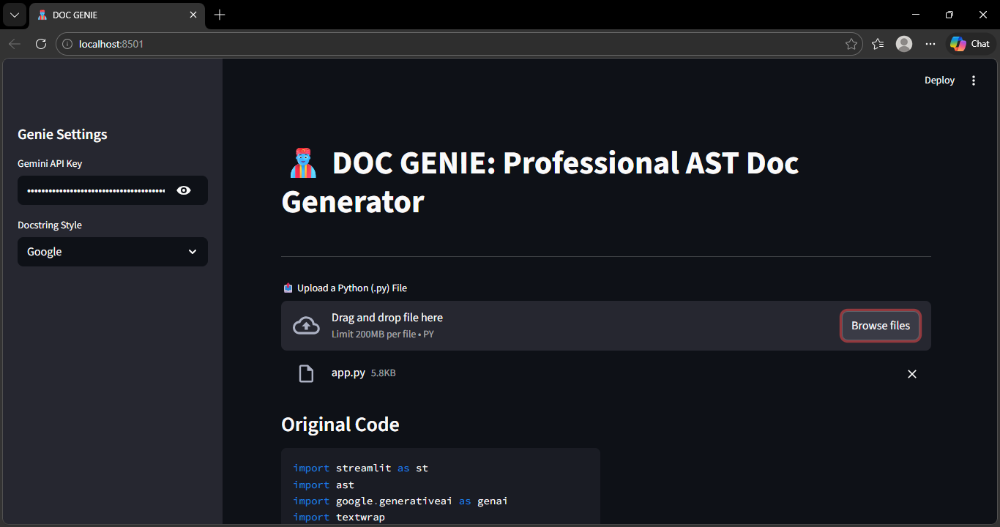 DOC GENIE
localhost:8501
Chat
Deploy
Genie Settings
Gemini API Key
Docstring Style
Google
DOC GENIE: Professional AST Doc
Generator
Upload a Python (.py) File
Drag and drop file here
Limit 200MB per file • PY
Browse files
app.py 5.8KB
Original Code
import streamlit as st
import ast
import google.generativeai as genai
import textwrap